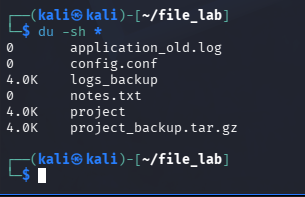 ┌──(kali㉿kali)-[~/file_lab]
└─$ du -sh *
0       application_old.log
0       config.conf
4.0K    logs_backup
0       notes.txt
4.0K    project
4.0K    project_backup.tar.gz
┌──(kali㉿kali)-[~/file_lab]
└─$